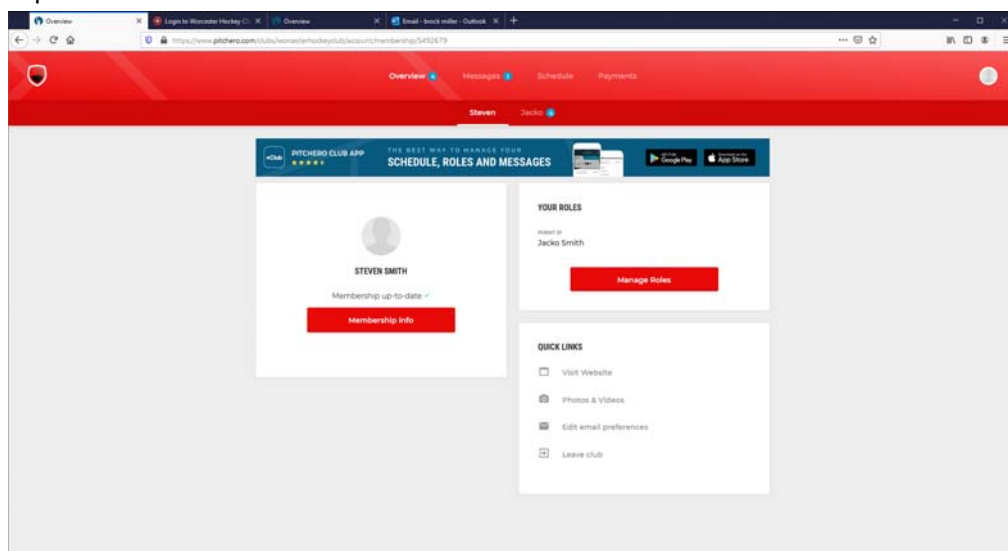 Overview
Login to Worcester Hockey Cl
Overview
Email - brock miller - Outlook
https://www.pitchero.com/clubs/worcesterhockeyclub/account/membership/5492679
Overview
Messages
Schedule
Payments
Steven
Jacko
PITCHERO CLUB APP
THE BEST WAY TO MANAGE YOUR
SCHEDULE, ROLES AND MESSAGES
Google Play
App Store
STEVEN SMITH
Membership up-to-date
Membership info
YOUR ROLES
PARENT OF
Jacko Smith
Manage Roles
QUICK LINKS
Visit Website
Photos & Videos
Edit email preferences
Leave club